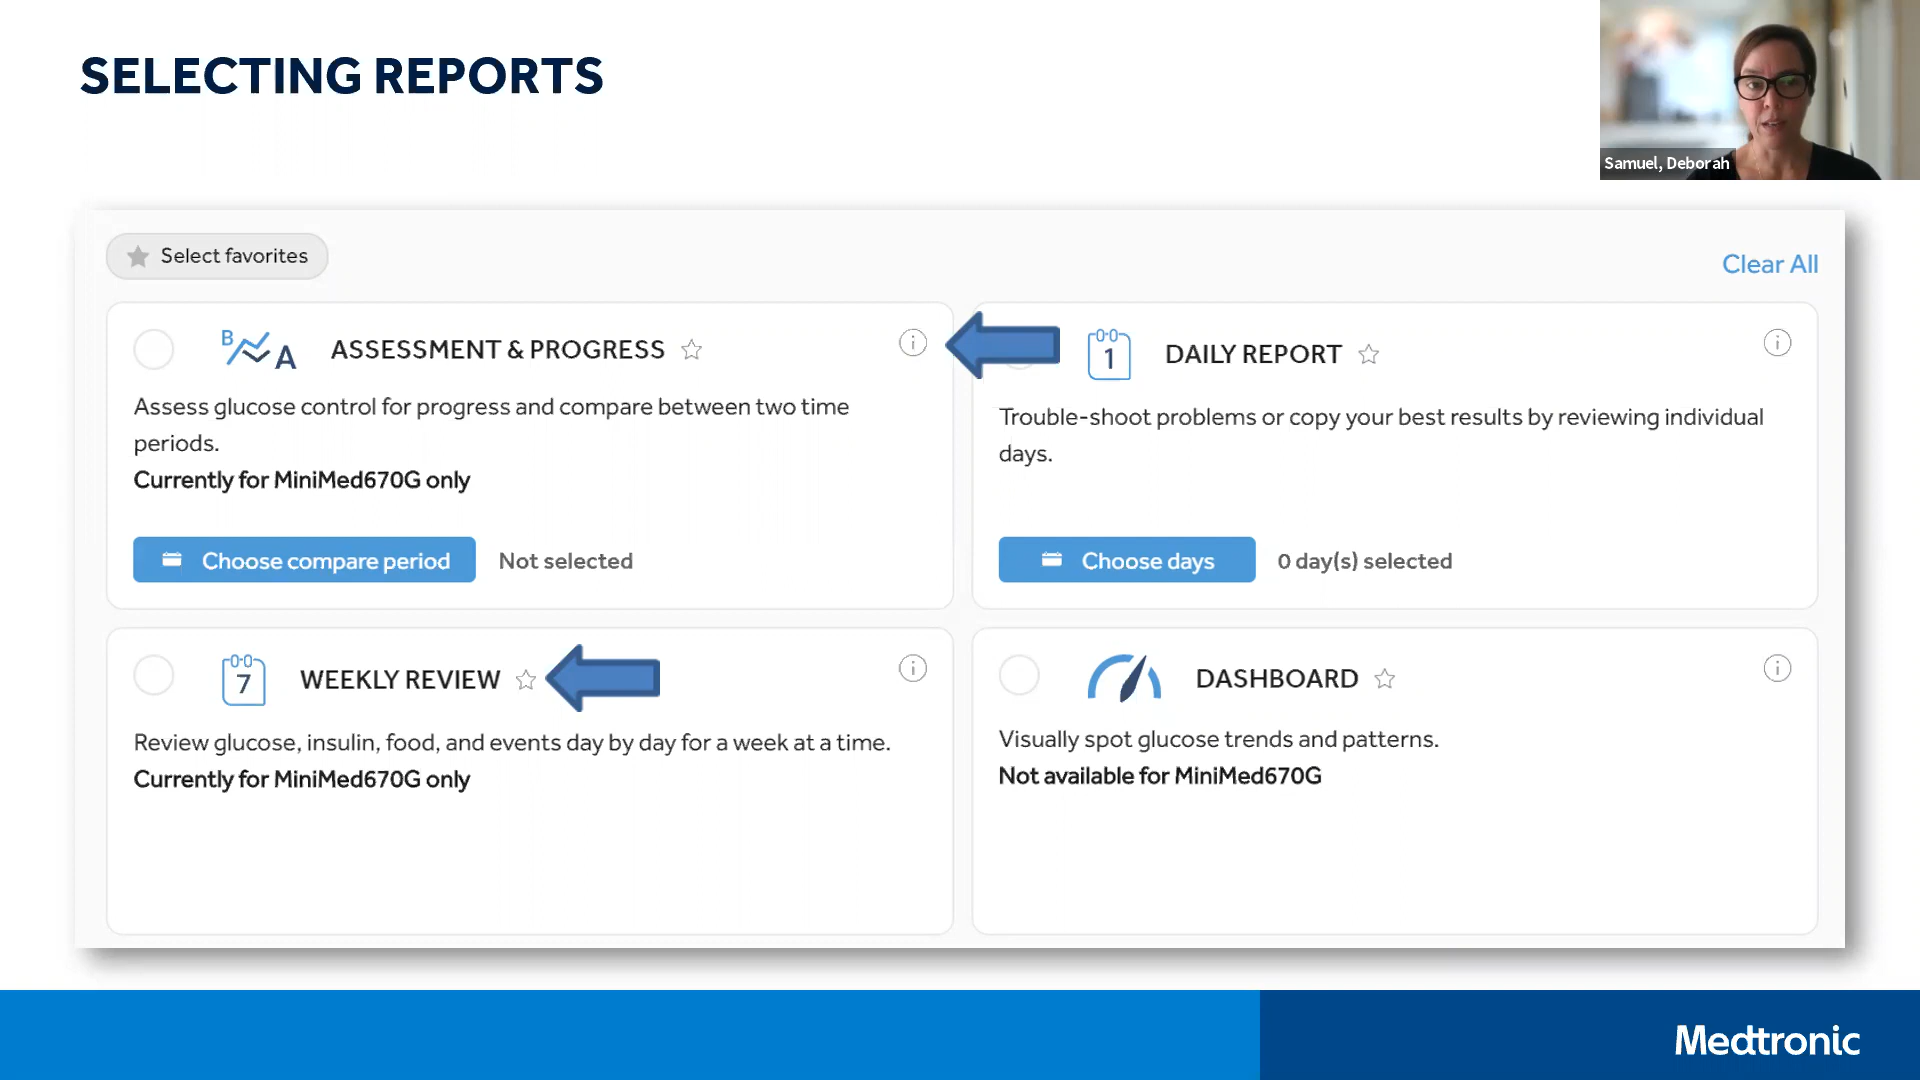 SELECTING REPORTS
Samuel, Deborah
Select favorites
Clear All
B A
ASSESSMENT & PROGRESS
Assess glucose control for progress and compare between two time
periods.
Currently for MiniMed670G only
Choose compare period
Not selected
1
DAILY REPORT
Trouble-shoot problems or copy your best results by reviewing individual
days.
Choose days
0 day(s) selected
7
WEEKLY REVIEW
Review glucose, insulin, food, and events day by day for a week at a time.
Currently for MiniMed670G only
DASHBOARD
Visually spot glucose trends and patterns.
Not available for MiniMed670G
Medtronic